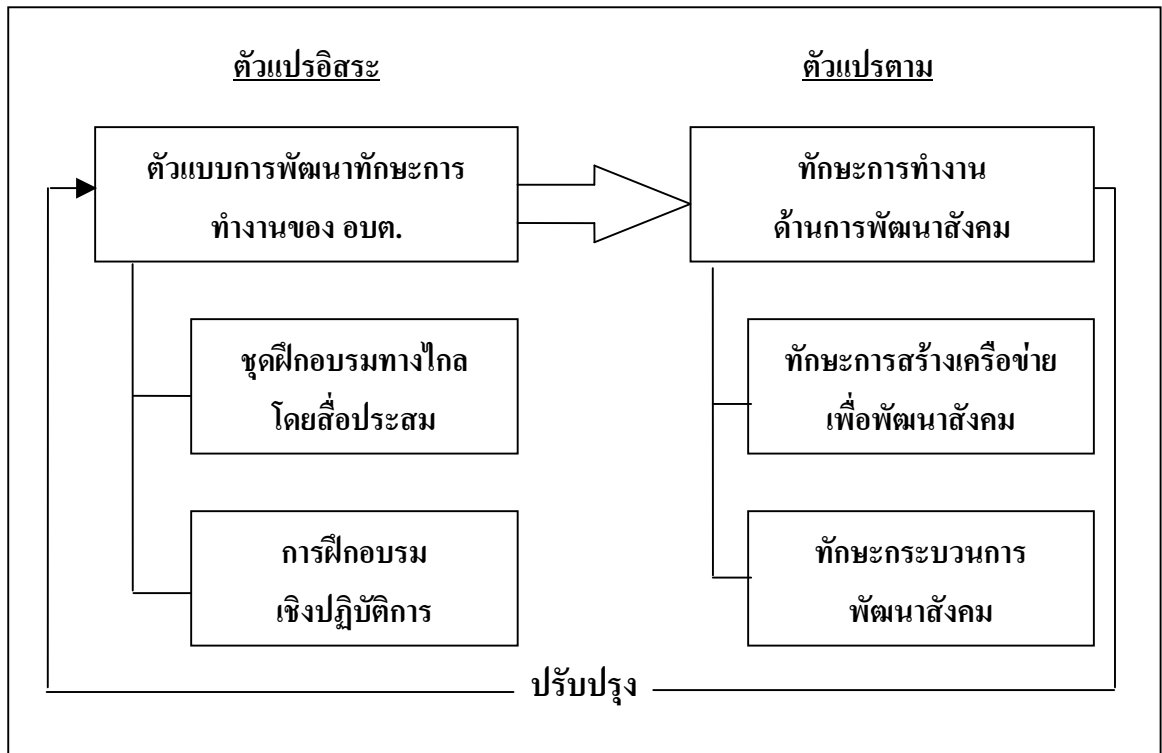 ตัวแปรอิสระ
ตัวแปรตาม
ตัวแบบการพัฒนาทักษะการ
ทำงานของ อบต.
ทักษะการทำงาน
ด้านการพัฒนาสังคม
ชุดฝึกอบรมทางไกล
โดยสื่อประสม
ทักษะการสร้างเครือข่าย
เพื่อพัฒนาสังคม
การฝึกอบรม
เชิงปฏิบัติการ
ทักษะกระบวนการ
พัฒนาสังคม
ปรับปรุง